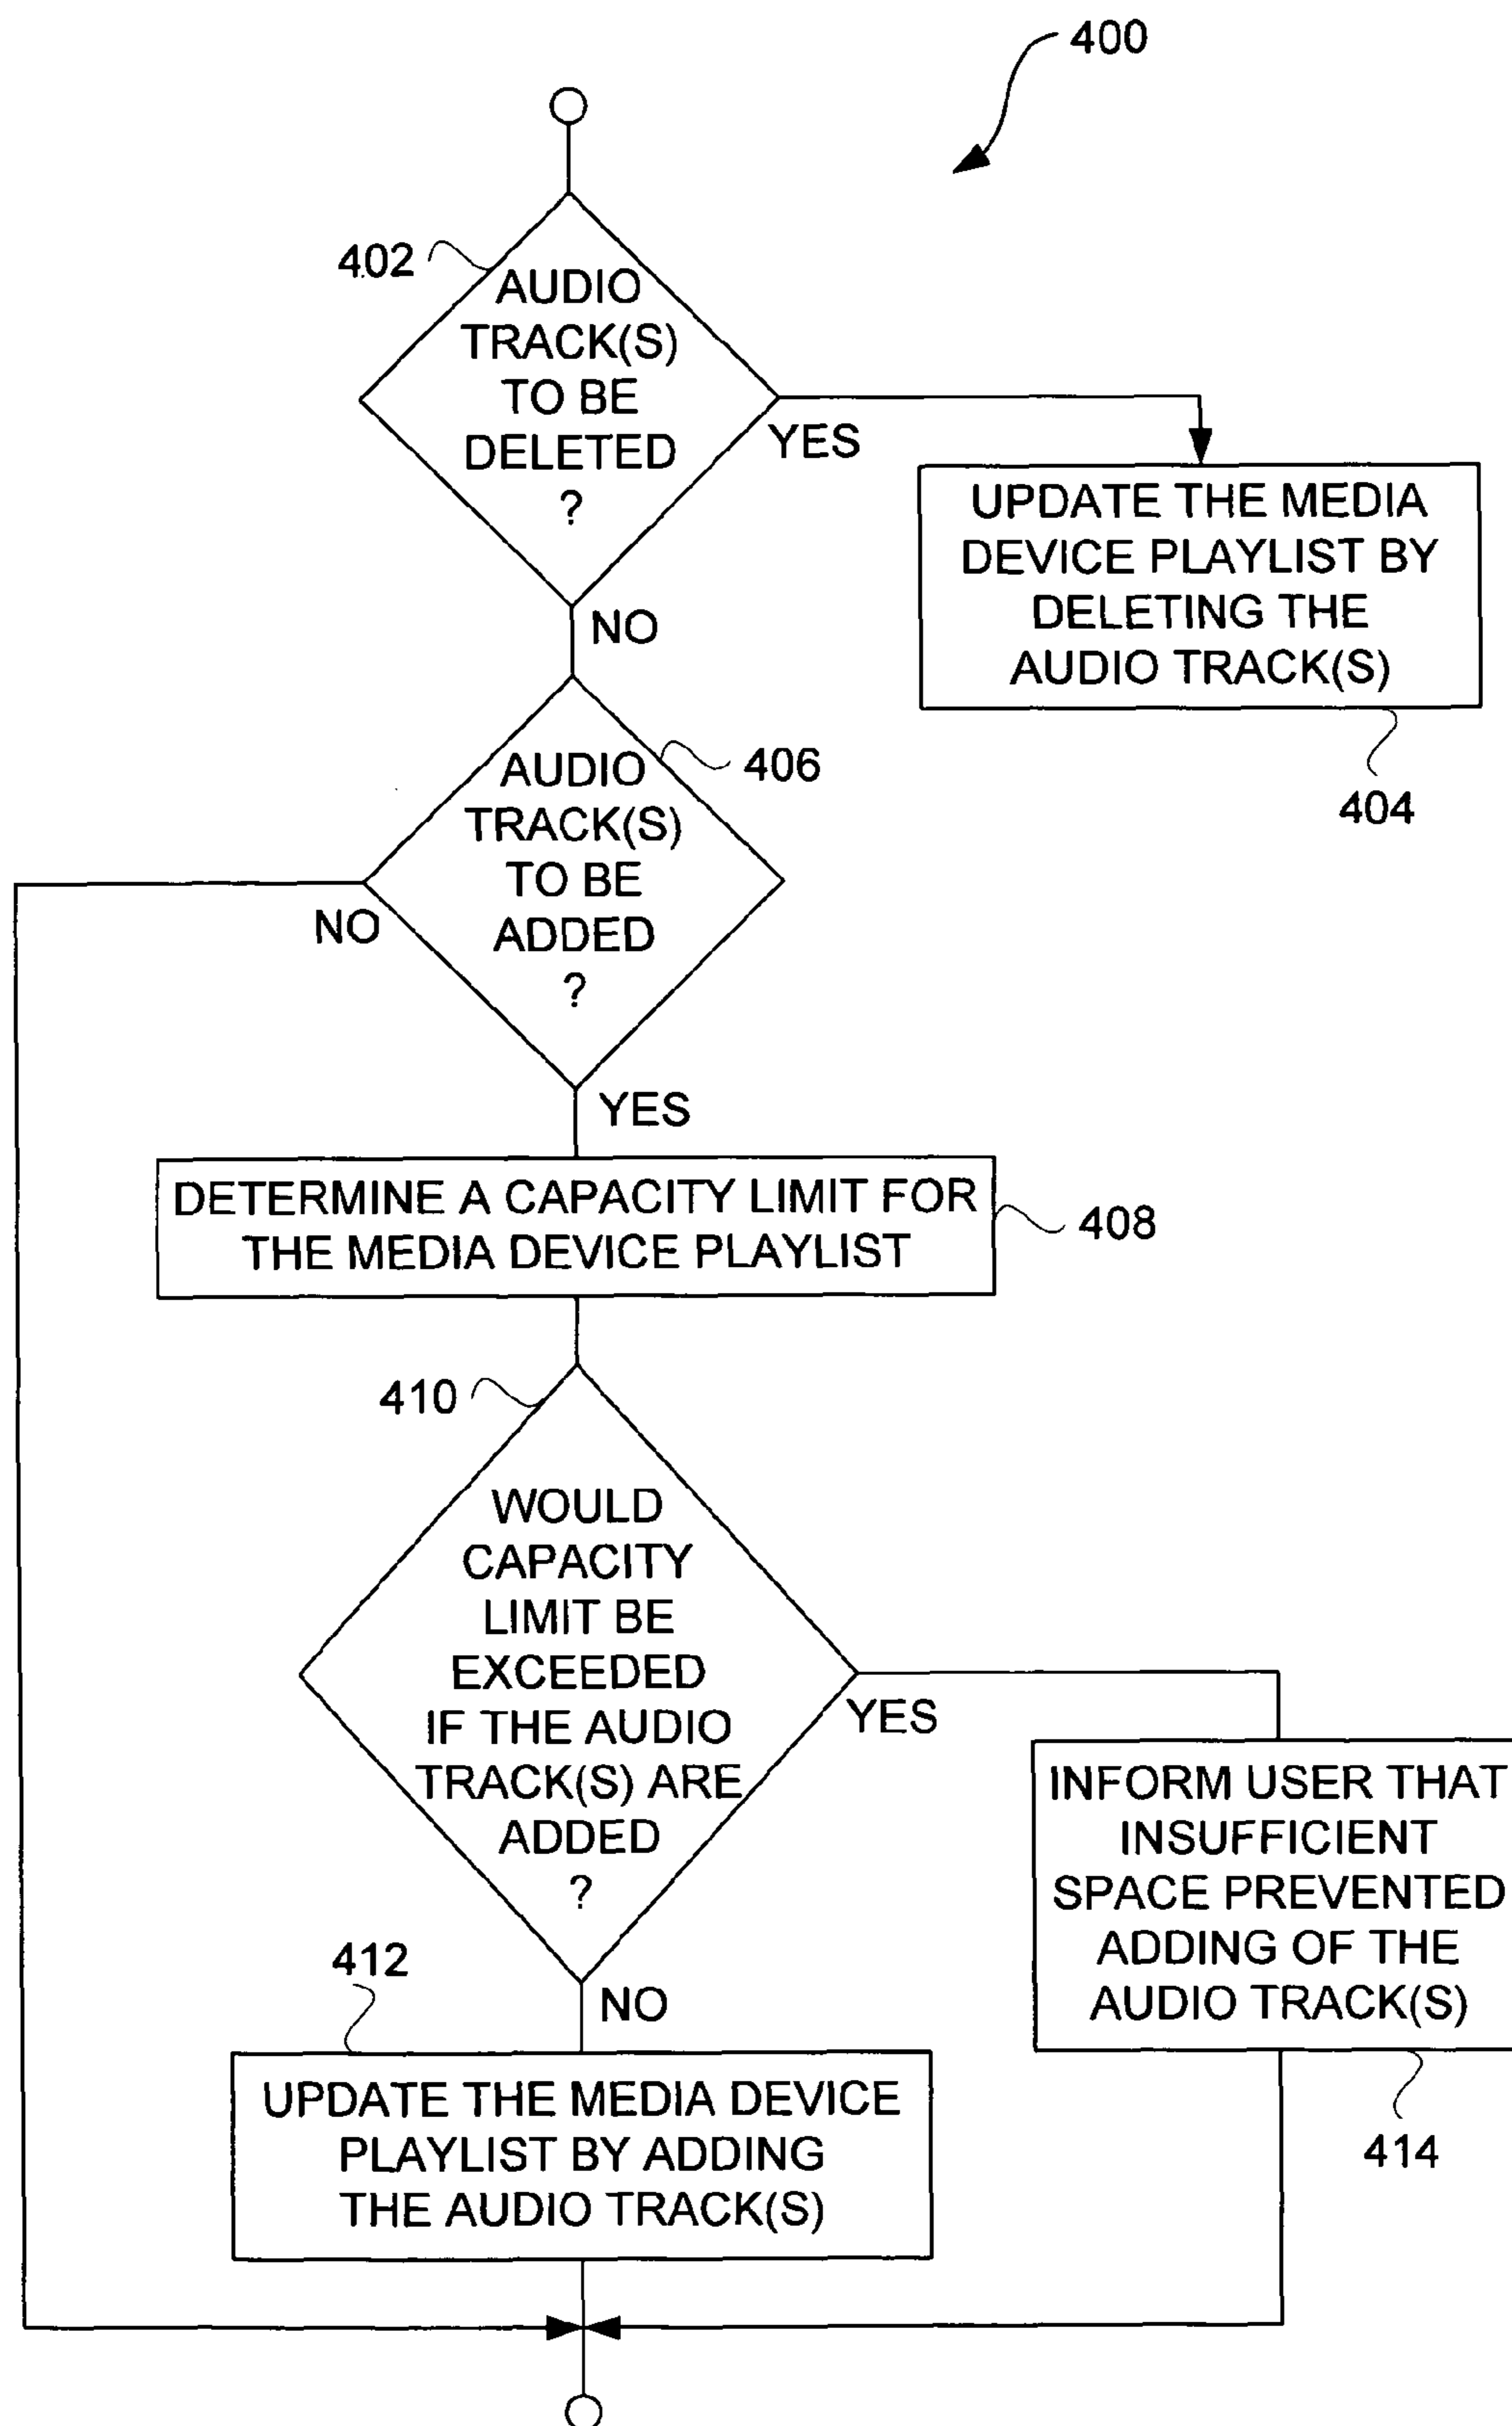 400
402
AUDIO
TRACK(S)
TO BE
DELETED
?
YES
NO
UPDATE THE MEDIA
DEVICE PLAYLIST BY
DELETING THE
AUDIO TRACK(S)
404
406
AUDIO
TRACK(S)
TO BE
ADDED
?
NO
YES
DETERMINE A CAPACITY LIMIT FOR
THE MEDIA DEVICE PLAYLIST
408
410
WOULD
CAPACITY
LIMIT BE
EXCEEDED
IF THE AUDIO
TRACK(S) ARE
ADDED
?
YES
NO
INFORM USER THAT
INSUFFICIENT
SPACE PREVENTED
ADDING OF THE
AUDIO TRACK(S)
414
412
UPDATE THE MEDIA DEVICE
PLAYLIST BY ADDING
THE AUDIO TRACK(S)